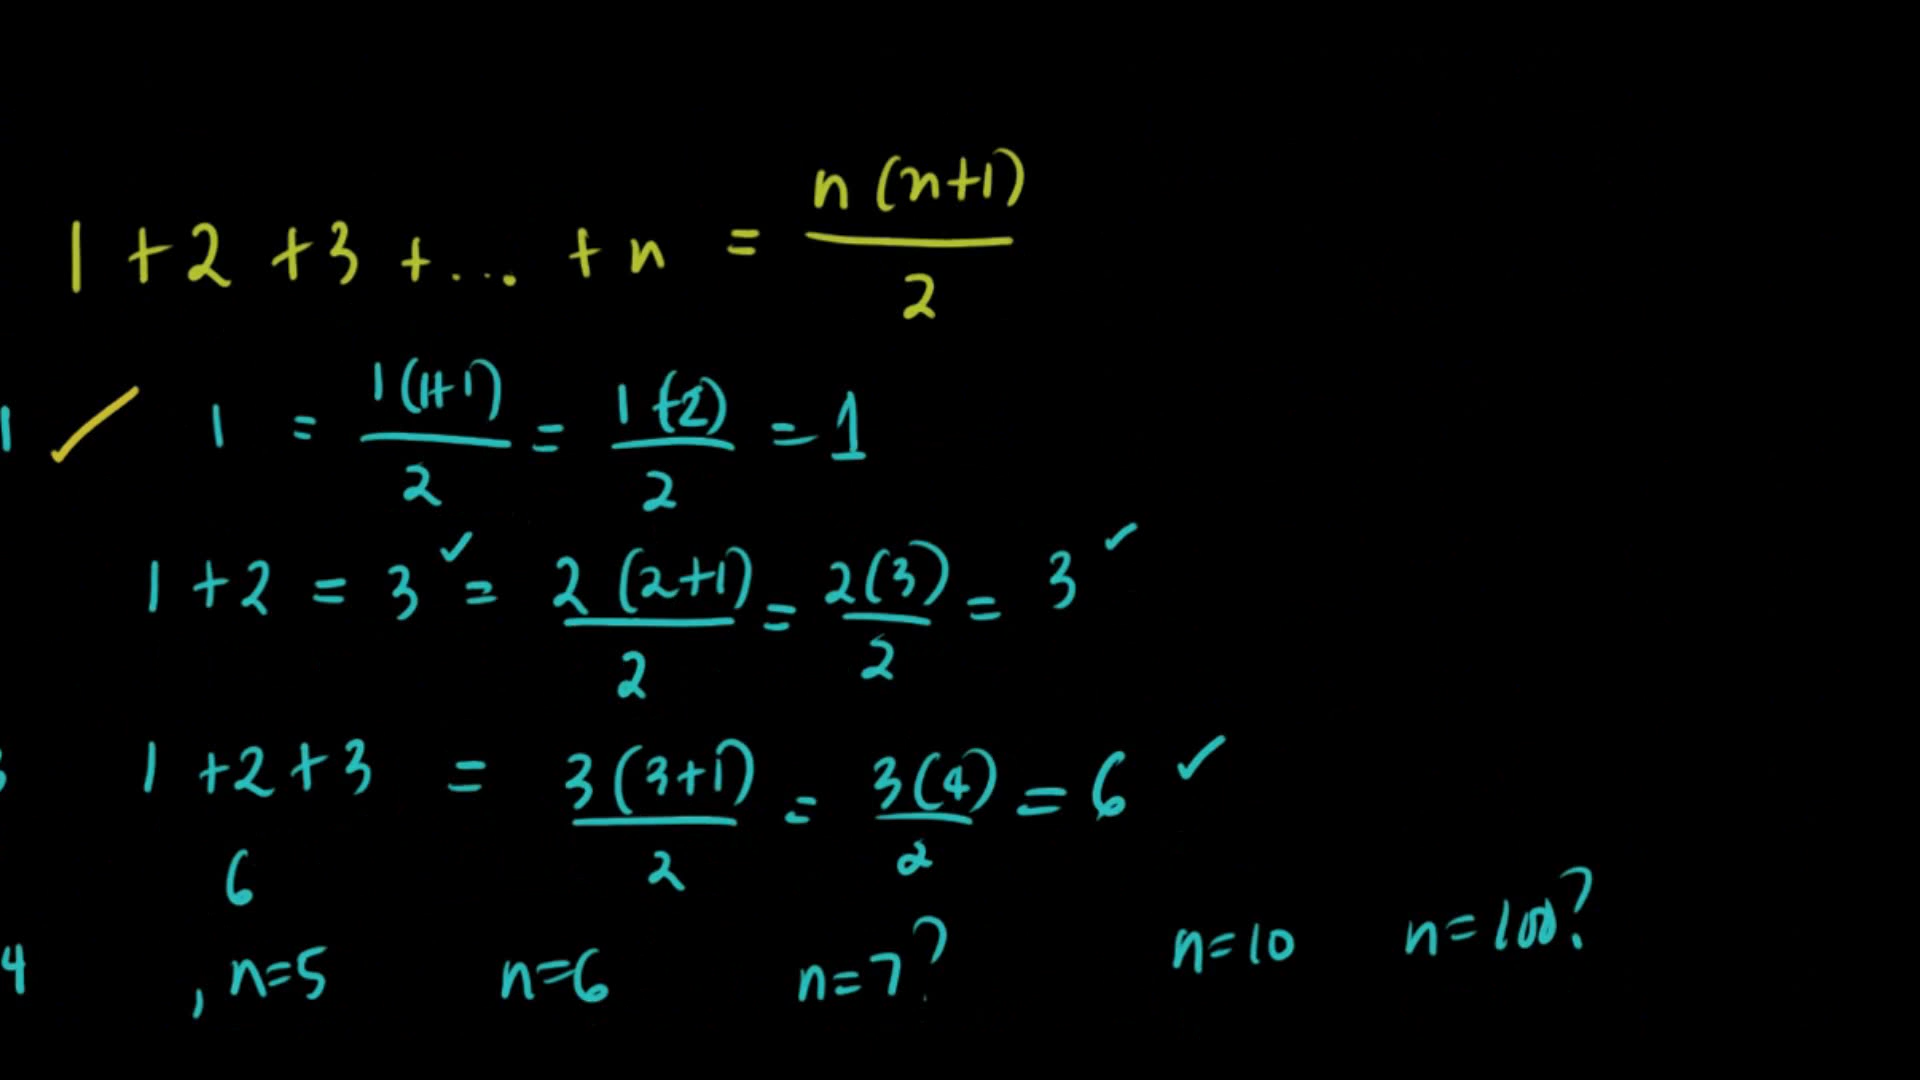 1 + 2 + 3 + ... + n = n(n+1)/2
1 ✓ 1 = 1(1+1)/2 = 1(2)/2 = 1
1 + 2 = 3 ✓ = 2(2+1)/2 = 2(3)/2 = 3 ✓
3 1 + 2 + 3 = 3(3+1)/2 = 3(4)/2 = 6 ✓
6
4 , n=5 n=6 n=7? n=10 n=100?